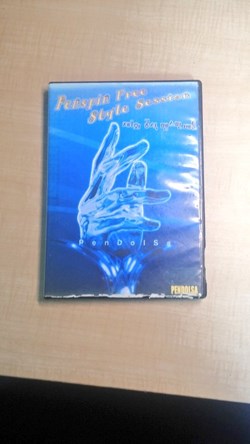 Penspin Free
Style Session
PenDolSa
PENDOLSA